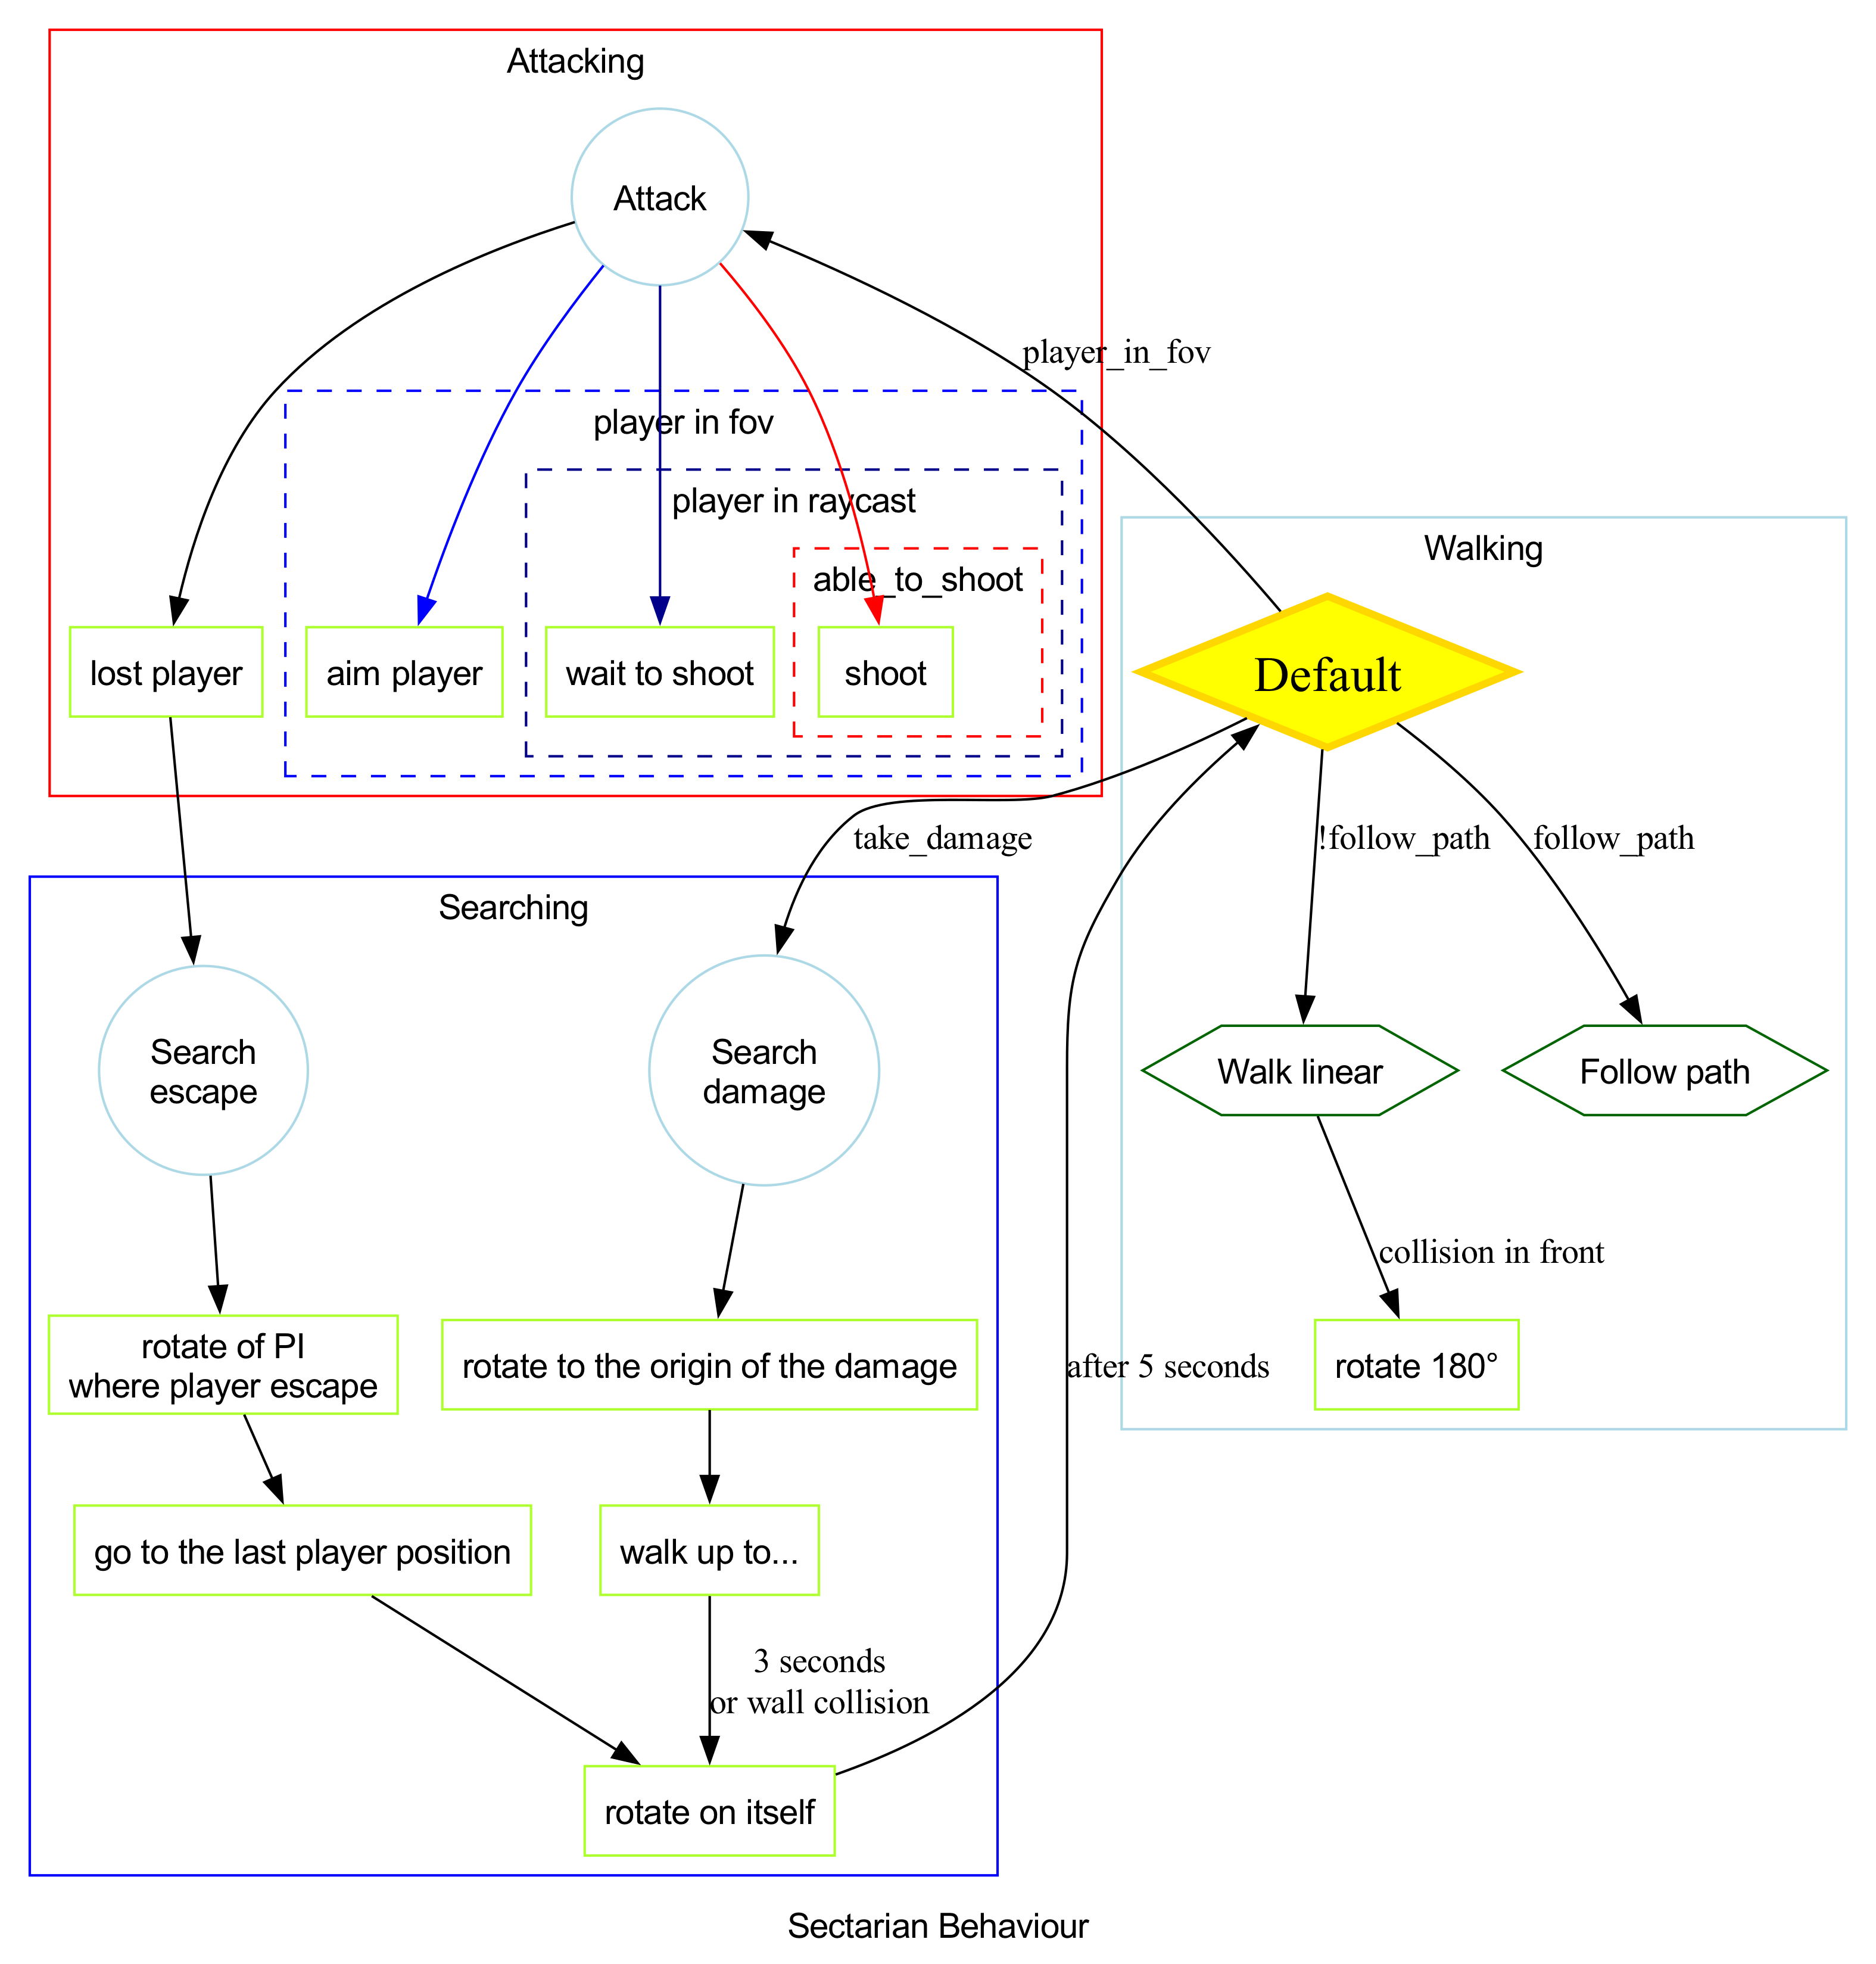 Attacking
Attack
player_in_fov
player in fov
player in raycast
able_to_shoot
lost player
aim player
wait to shoot
shoot
Walking
Default
take_damage
!follow_path
follow_path
Searching
Search
escape
Search
damage
Walk linear
Follow path
collision in front
rotate of PI
where player escape
rotate to the origin of the damage
after 5 seconds
rotate 180°
go to the last player position
walk up to...
3 seconds
or wall collision
rotate on itself
Sectarian Behaviour